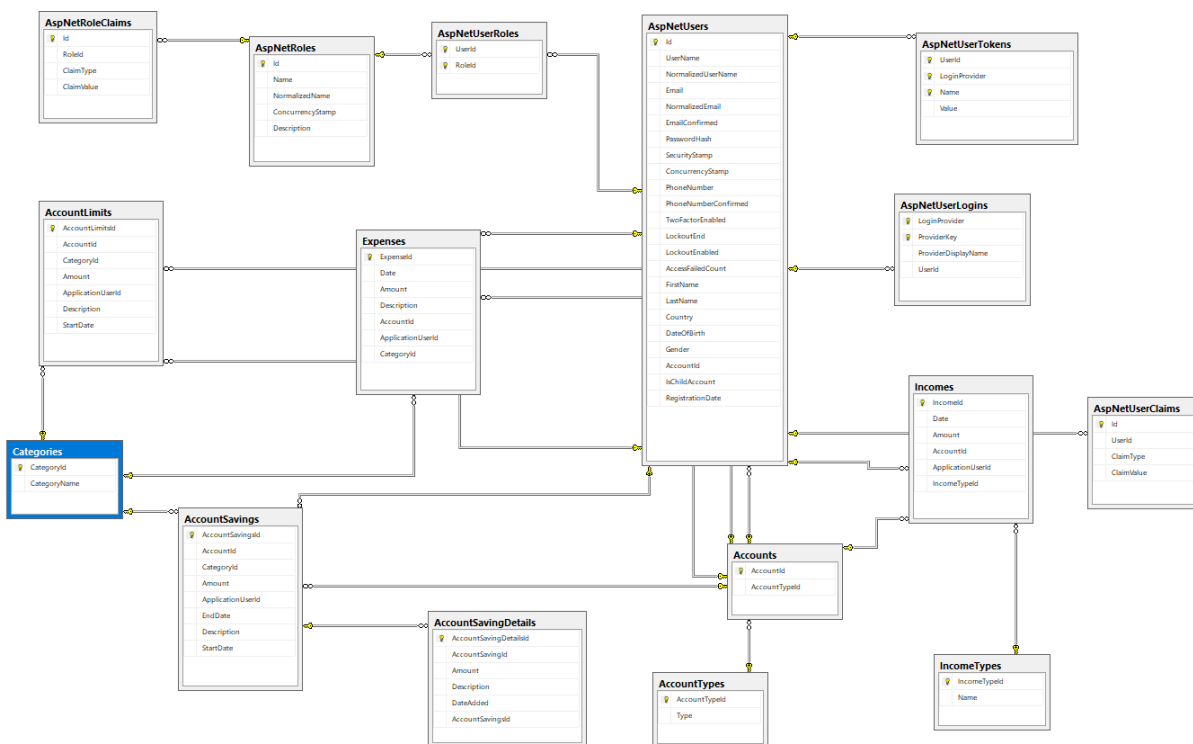 AspNetRoleClaims
Id
RoleId
ClaimType
ClaimValue
AspNetRoles
Id
Name
NormalizedName
ConcurrencyStamp
Description
AspNetUserRoles
UserId
RoleId
AspNetUsers
Id
UserName
NormalizedUserName
Email
NormalizedEmail
EmailConfirmed
PasswordHash
SecurityStamp
ConcurrencyStamp
PhoneNumber
PhoneNumberConfirmed
TwoFactorEnabled
LockoutEnd
LockoutEnabled
AccessFailedCount
FirstName
LastName
Country
DateOfBirth
Gender
AccountId
IsChildAccount
RegistrationDate
AspNetUserTokens
UserId
LoginProvider
Name
Value
AspNetUserLogins
LoginProvider
ProviderKey
ProviderDisplayName
UserId
AccountLimits
AccountLimitsId
AccountId
CategoryId
Amount
ApplicationUserId
Description
StartDate
Expenses
ExpenseId
Date
Amount
Description
AccountId
ApplicationUserId
CategoryId
Incomes
IncomeId
Date
Amount
AccountId
ApplicationUserId
IncomeTypeId
AspNetUserClaims
Id
UserId
ClaimType
ClaimValue
Categories
CategoryId
CategoryName
AccountSavings
AccountSavingsId
AccountId
CategoryId
Amount
ApplicationUserId
EndDate
Description
StartDate
Accounts
AccountId
AccountTypeId
AccountSavingDetails
AccountSavingDetailsId
AccountSavingId
Amount
Description
DateAdded
AccountSavingsId
AccountTypes
AccountTypeId
Type
IncomeTypes
IncomeTypeId
Name